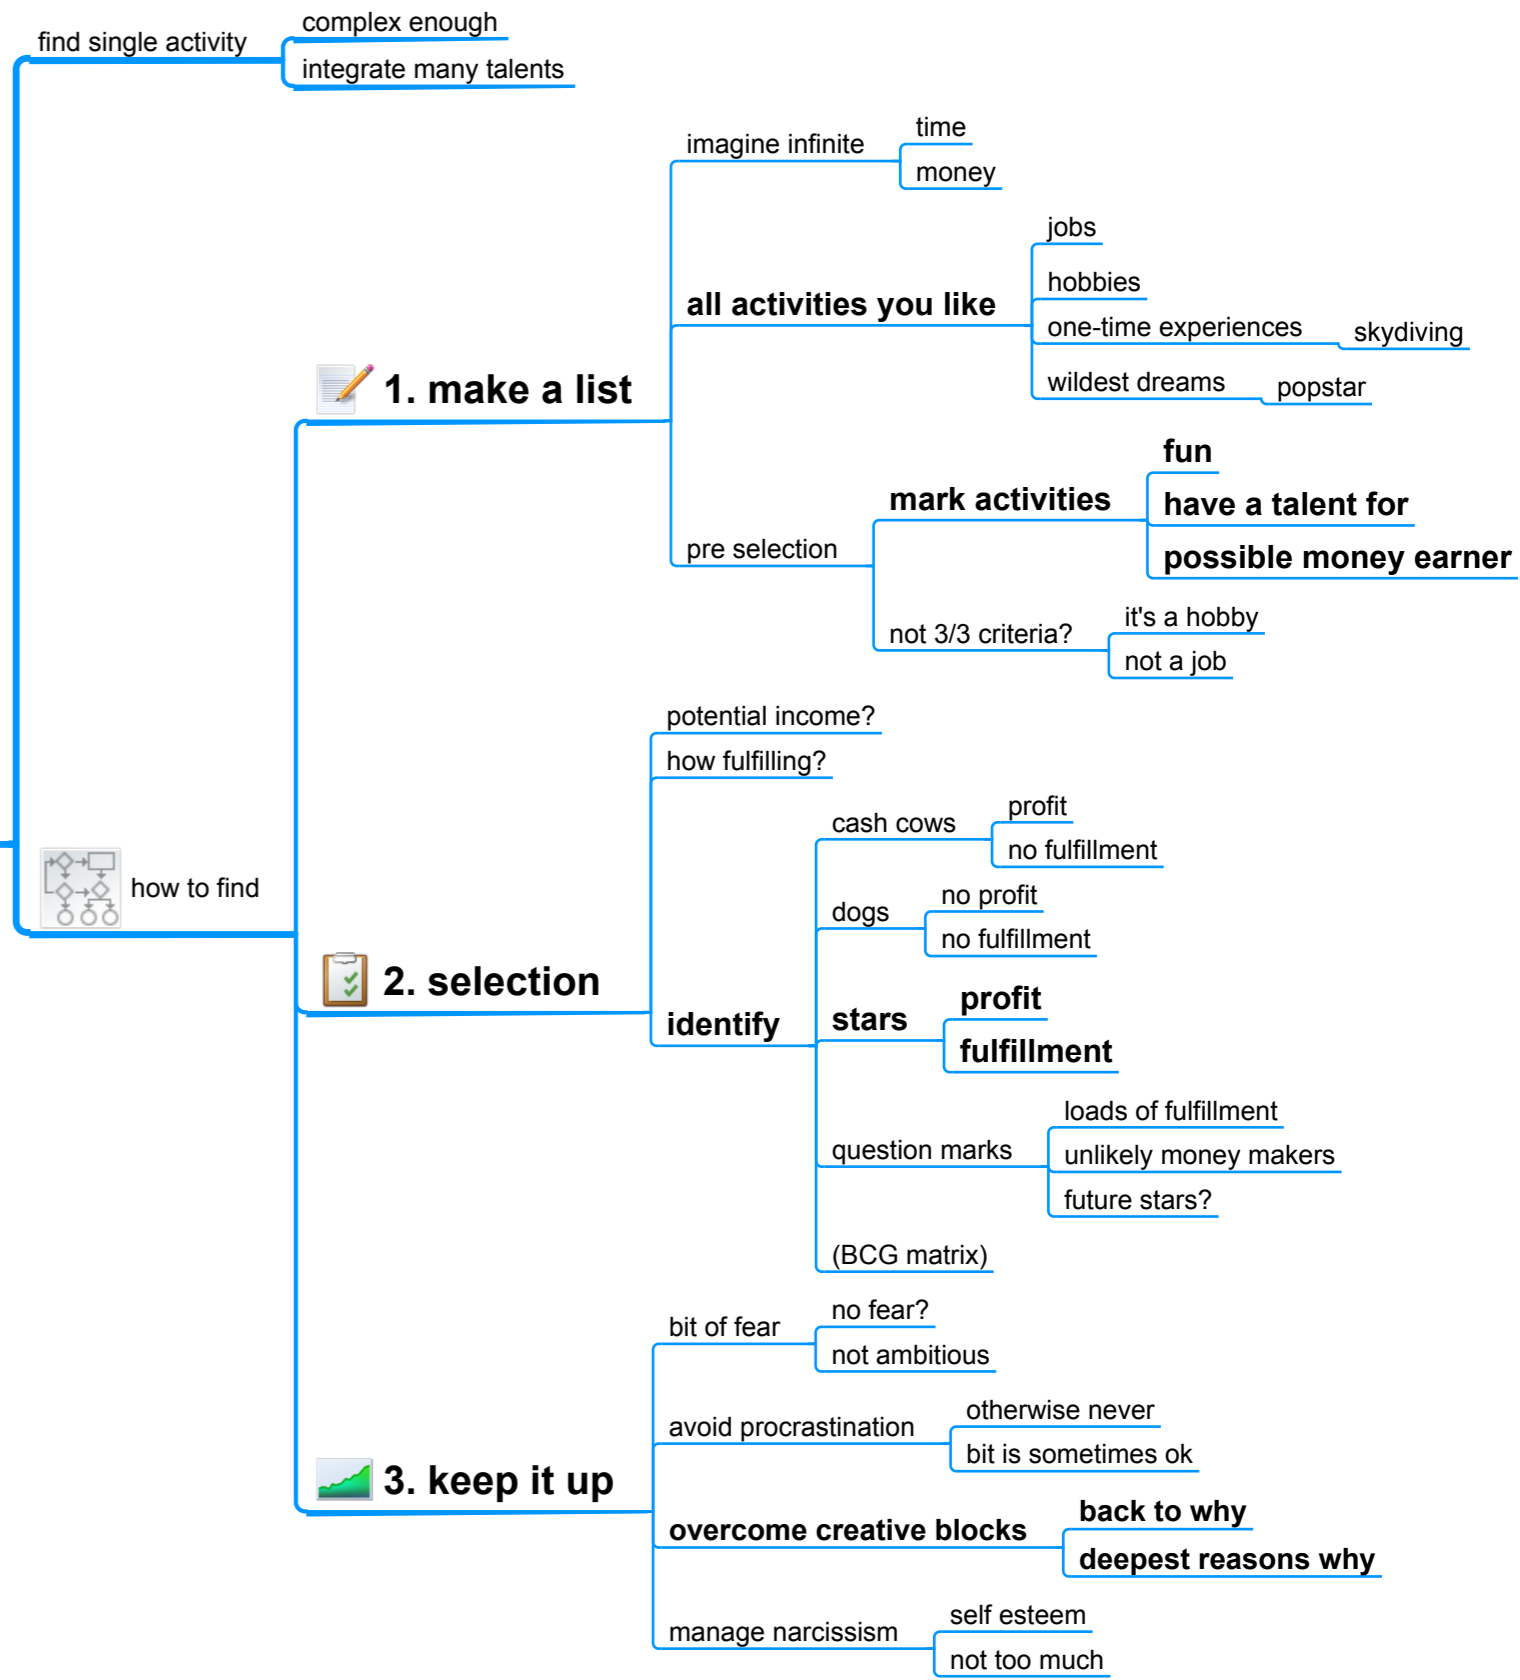 find single activity
complex enough
integrate many talents
how to find
1. make a list
imagine infinite
time
money
all activities you like
jobs
hobbies
one-time experiences
skydiving
wildest dreams
popstar
pre selection
mark activities
fun
have a talent for
possible money earner
not 3/3 criteria?
it's a hobby
not a job
2. selection
potential income?
how fulfilling?
identify
cash cows
profit
no fulfillment
dogs
no profit
no fulfillment
stars
profit
fulfillment
question marks
loads of fulfillment
unlikely money makers
future stars?
(BCG matrix)
3. keep it up
bit of fear
no fear?
not ambitious
avoid procrastination
otherwise never
bit is sometimes ok
overcome creative blocks
back to why
deepest reasons why
manage narcissism
self esteem
not too much